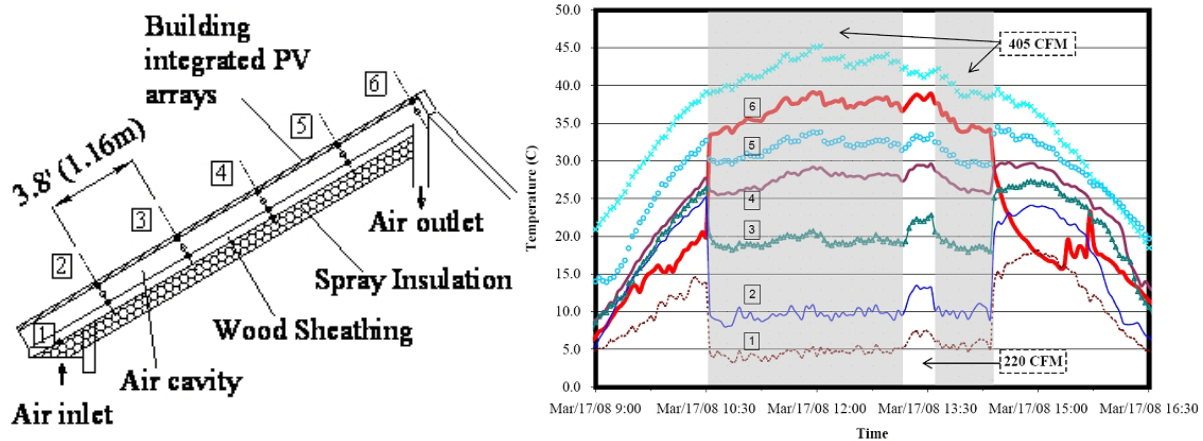 Building
integrated PV
arrays
6
5
3.8' (1.16m)
4
3
Air outlet
2
Spray Insulation
Wood Sheathing
1
Air cavity
Air inlet
50.0
45.0
405 CFM
40.0
6
35.0
5
30.0
4
25.0
3
20.0
15.0
2
10.0
1
5.0
220 CFM
0.0
Temperature (C)
Mar/17/08 9:00 Mar/17/08 10:30 Mar/17/08 12:00 Mar/17/08 13:30 Mar/17/08 15:00 Mar/17/08 16:30
Time